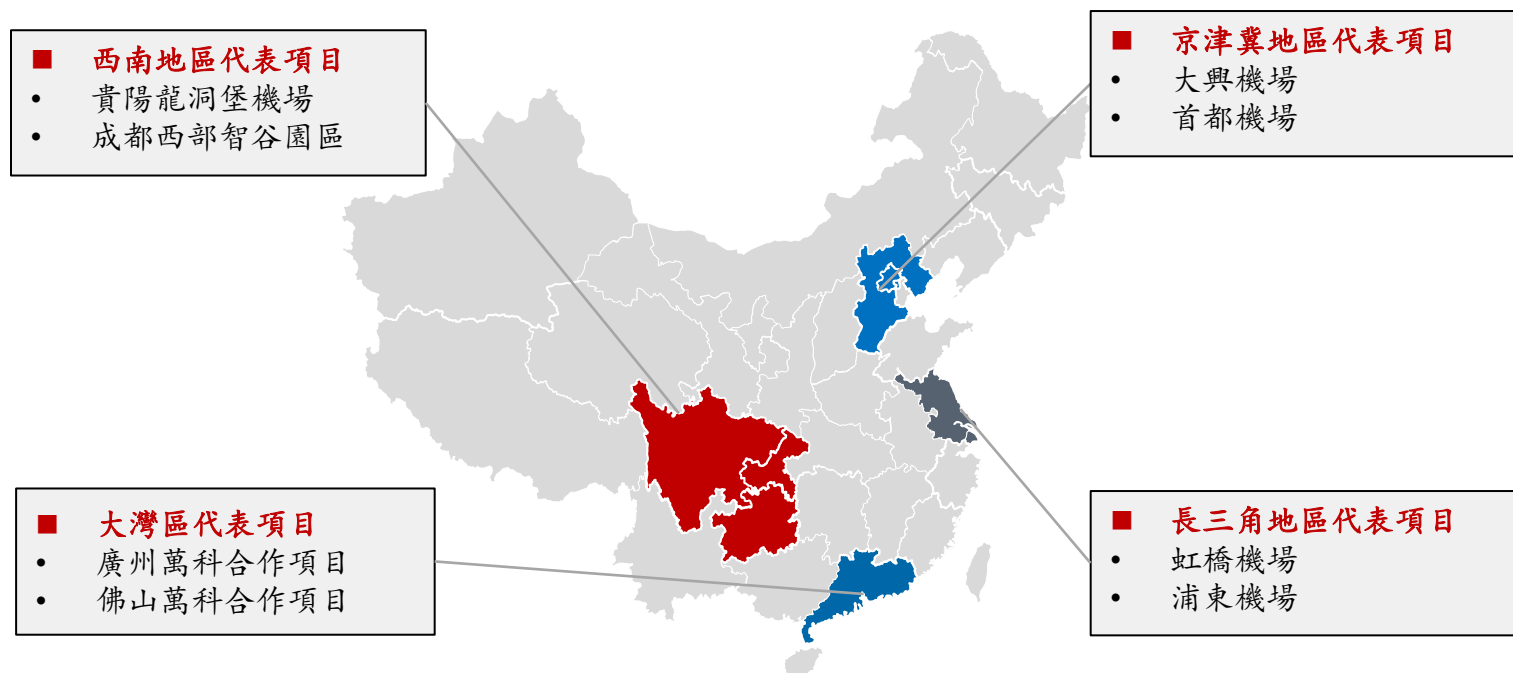 ■ 西南地區代表項目
• 貴陽龍洞堡機場
• 成都西部智谷園區
■ 京津冀地區代表項目
• 大興機場
• 首都機場
■ 大灣區代表項目
• 廣州萬科合作項目
• 佛山萬科合作項目
■ 長三角地區代表項目
• 虹橋機場
• 浦東機場